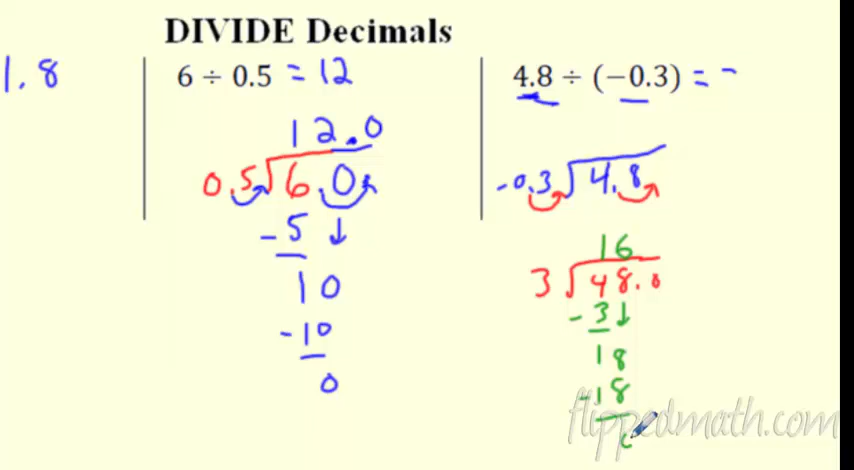 DIVIDE Decimals
1.8
6 ÷ 0.5 = 12
12.0
0.5 6.0
- 5 ↓
10
- 10
0
4.8 ÷ (−0.3) = -
-0.3 4.8
16
3 48.0
- 3 ↓
18
- 18
0
flippedmath.com